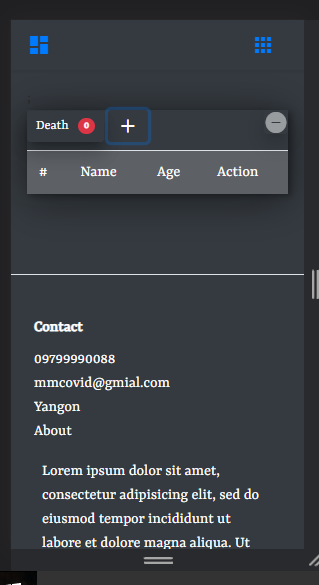 Death 0 +
# Name Age Action
Contact
09799990088
mmcovid@gmial.com
Yangon
About
Lorem ipsum dolor sit amet,
consectetur adipisicing elit, sed do
eiusmod tempor incididunt ut
labore et dolore magna aliqua. Ut